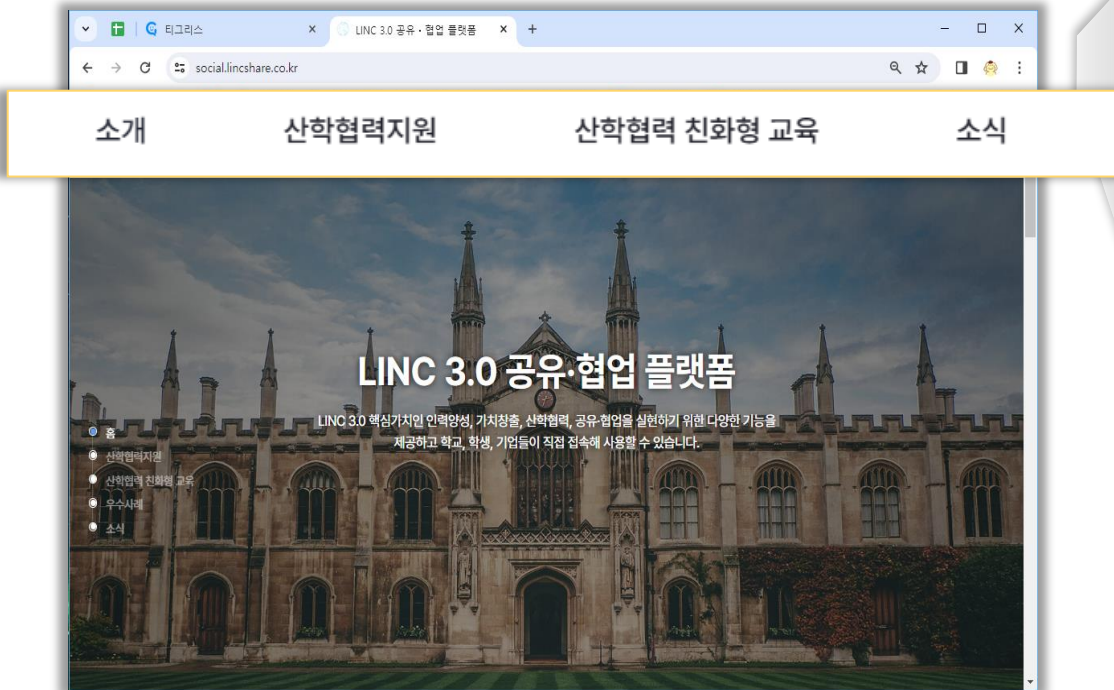 티그리스
LINC 3.0 공유・협업 플랫폼
social.lincshare.co.kr
소개 산학협력지원 산학협력 친화형 교육 소식
LINC 3.0 공유·협업 플랫폼
LINC 3.0 핵심가치인 인력양성, 가치창출, 산학협력, 공유·협업을 실현하기 위한 다양한 기능을
제공하고 학교, 학생, 기업들이 직접 접속해 사용할 수 있습니다.
홈
산학협력지원
산학협력 친화형 교육
우수사례
소식